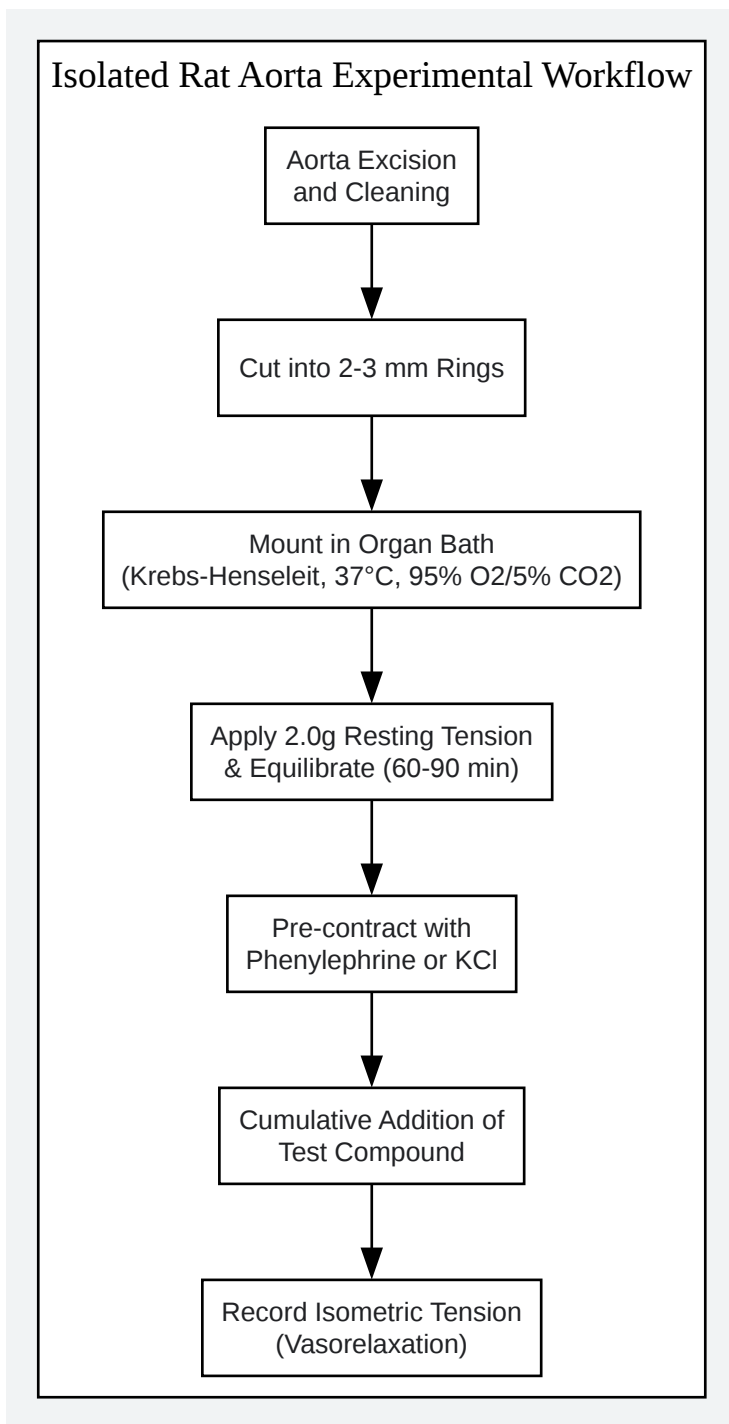 Isolated Rat Aorta Experimental Workflow
Aorta Excision
and Cleaning
Cut into 2-3 mm Rings
Mount in Organ Bath
(Krebs-Henseleit, 37°C, 95% O2/5% CO2)
Apply 2.0g Resting Tension
& Equilibrate (60-90 min)
Pre-contract with
Phenylephrine or KCl
Cumulative Addition of
Test Compound
Record Isometric Tension
(Vasorelaxation)